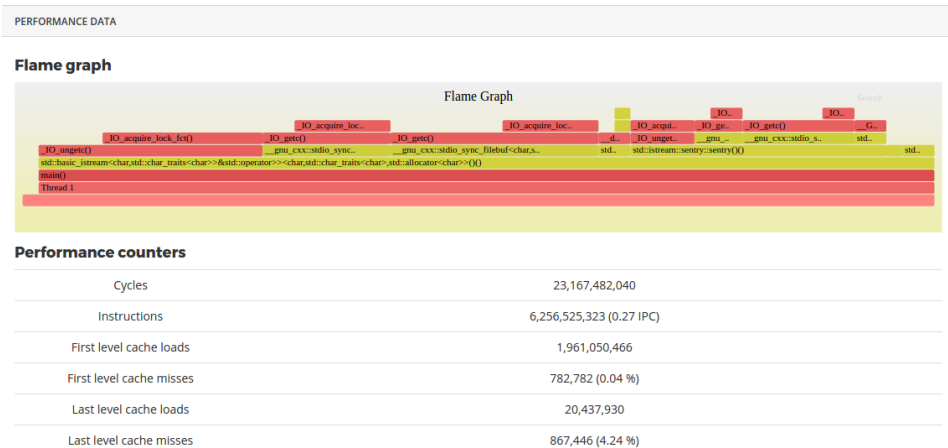 PERFORMANCE DATA
Flame graph
Flame Graph
Search
_IO.. _IO..
_IO_acquire_loc.. _IO_acquire_loc.. _IO_acqui.. _IO_ge.. _IO_getc() __G..
_IO_acquire_lock_fct() _IO_getc() _IO_getc() __d.. _IO_unget.. __gnu_.. __gnu_cxx::stdio_s.. std..
_IO_ungetc() __gnu_cxx::stdio_sync.. __gnu_cxx::stdio_sync_filebuf<char,s.. std.. std::istream::sentry::sentry()() std..
std::basic_istream<char,std::char_traits<char>>&std::operator>><char,std::char_traits<char>,std::allocator<char>>()()
main()
Thread 1
Performance counters
Cycles 23,167,482,040
Instructions 6,256,525,323 (0.27 IPC)
First level cache loads 1,961,050,466
First level cache misses 782,782 (0.04 %)
Last level cache loads 20,437,930
Last level cache misses 867,446 (4.24 %)